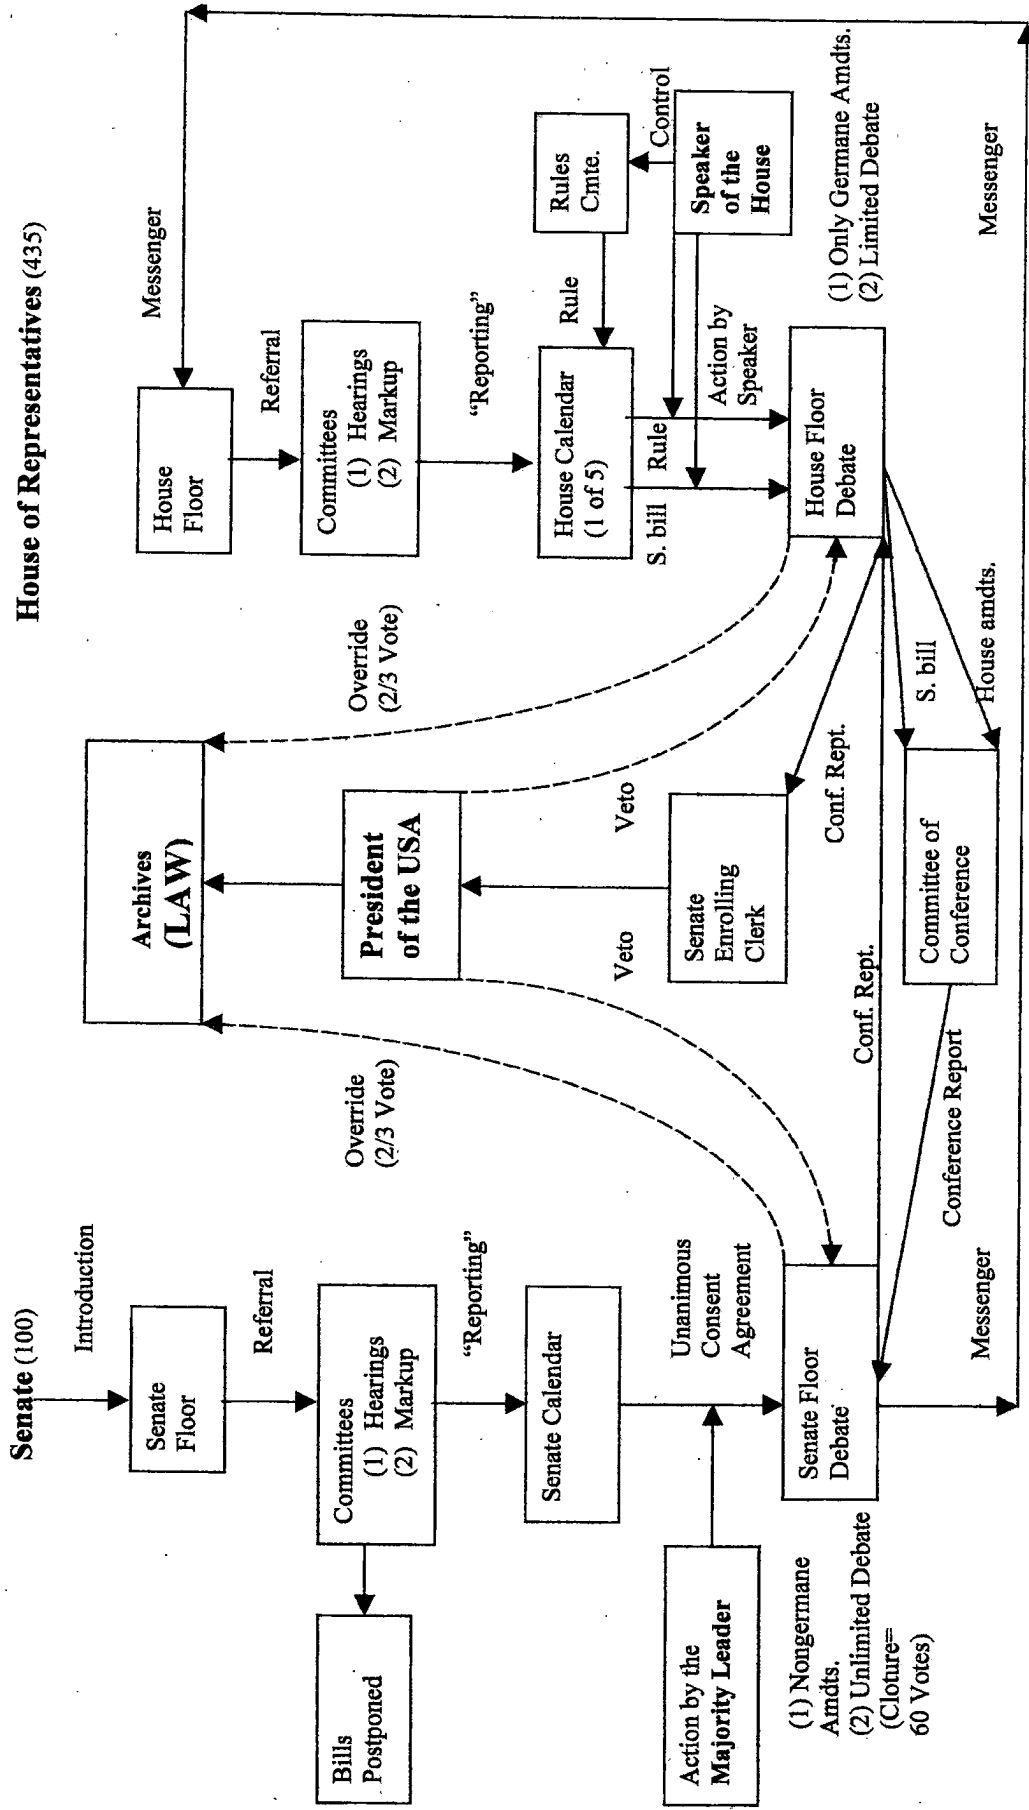 Senate (100)
Introduction
Senate
Floor
Referral
Committees
(1) Hearings
(2) Markup
Bills
Postponed
"Reporting"
Senate Calendar
Action by the
Majority Leader
Unanimous
Consent
Agreement
Senate Floor
Debate
(1) Nongermane
Amdts.
(2) Unlimited Debate
(Cloture=
60 Votes)
Messenger
Archives
(LAW)
Override
(2/3 Vote)
Override
(2/3 Vote)
President
of the USA
Veto
Veto
Senate
Enrolling
Clerk
Conf. Rept.
Conf. Rept.
Committee of
Conference
Conference Report
S. bill
House amdts.
House of Representatives (435)
Messenger
House
Floor
Referral
Committees
(1) Hearings
(2) Markup
"Reporting"
House Calendar
(1 of 5)
Rule
Rules
Cmte.
Control
Speaker
of the
House
S. bill
Rule
Action by
Speaker
House Floor
Debate
(1) Only Germane Amdts.
(2) Limited Debate
Messenger